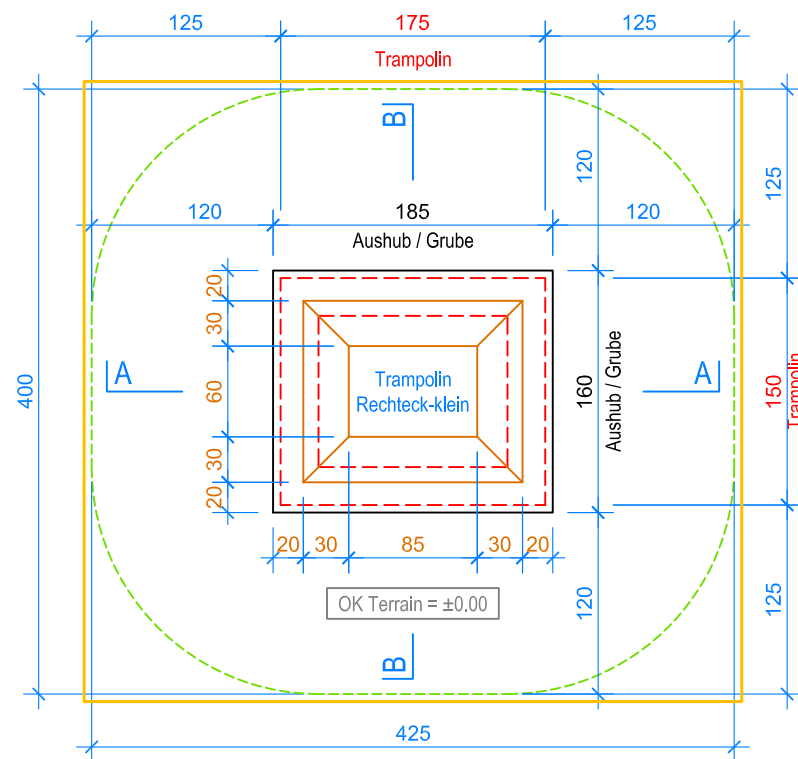 125 175 125
Trampolin
B
120
125
120 185 120
Aushub / Grube
20
30
60
30
20
400
A
Trampolin
Rechteck-klein
160
Aushub / Grube
A
150
Trampolin
20 30 85 30 20
OK Terrain = ±0.00
120
125
B
425